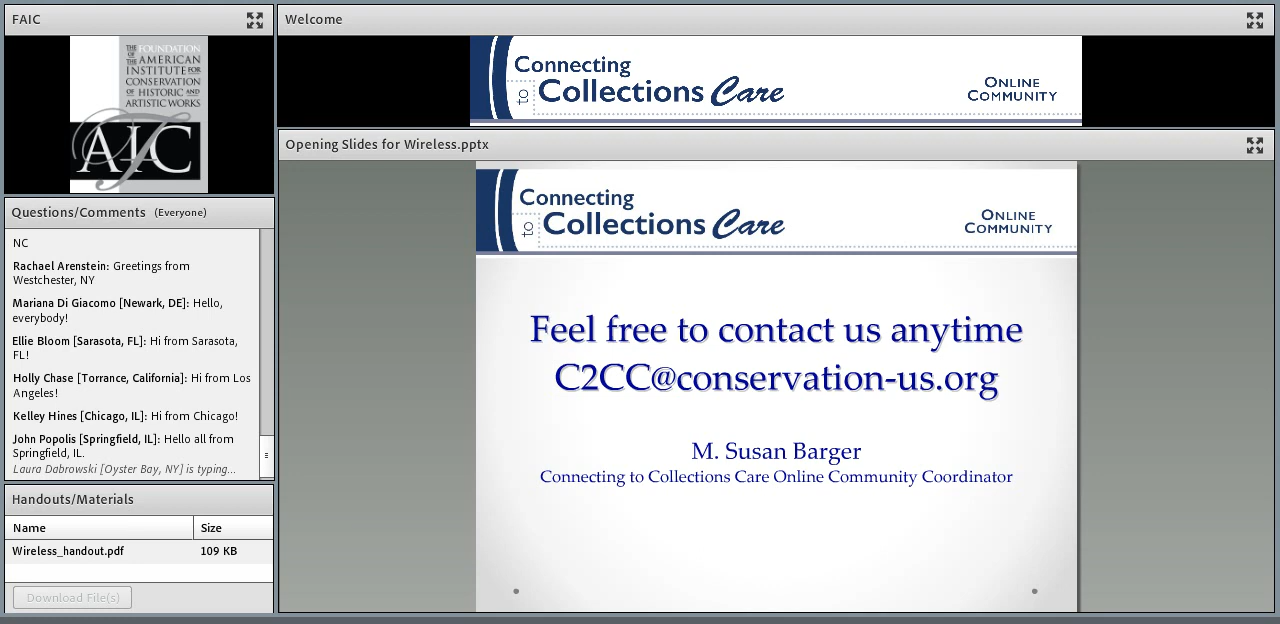 FAIC
THE FOUNDATION
OF THE AMERICAN
INSTITUTE FOR
CONSERVATION
OF HISTORIC AND
ARTISTIC WORKS
AIC
Questions/Comments (Everyone)
NC
Rachael Arenstein: Greetings from
Westchester, NY
Mariana Di Giacomo [Newark, DE]: Hello,
everybody!
Ellie Bloom [Sarasota, FL]: Hi from Sarasota,
FL!
Holly Chase [Torrance, California]: Hi from Los
Angeles!
Kelley Hines [Chicago, IL]: Hi from Chicago!
John Popolis [Springfield, IL]: Hello all from
Springfield, IL.
Laura Dabrowski [Oyster Bay, NY] is typing...
Handouts/Materials
Name Size
Wireless_handout.pdf 109 KB
Download File(s)
Welcome
Connecting
to Collections Care
ONLINE
COMMUNITY
Opening Slides for Wireless.pptx
Connecting
to Collections Care
ONLINE
COMMUNITY
Feel free to contact us anytime
C2CC@conservation-us.org
M. Susan Barger
Connecting to Collections Care Online Community Coordinator